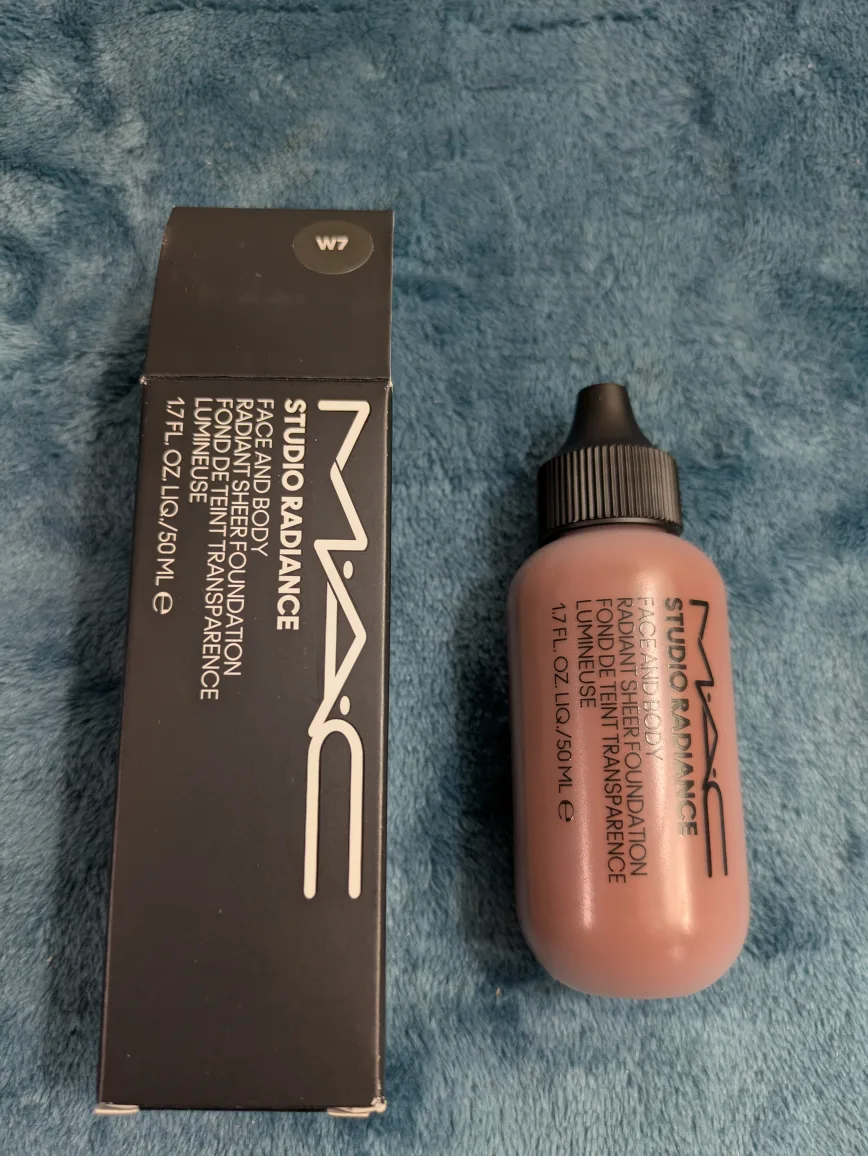 W7
MAC
STUDIO RADIANCE
FACE AND BODY
RADIANT SHEER FOUNDATION
FOND DE TEINT TRANSPARENCE
LUMINEUSE
1.7 FL. OZ. LIQ./50 ML ℮
MAC
STUDIO RADIANCE
FACE AND BODY
RADIANT SHEER FOUNDATION
FOND DE TEINT TRANSPARENCE
LUMINEUSE
1.7 FL. OZ. LIQ./50 ML ℮